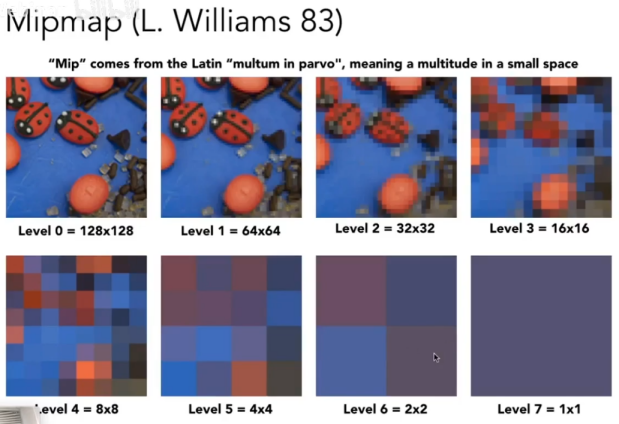 Mipmap (L. Williams 83)
“Mip” comes from the Latin “multum in parvo", meaning a multitude in a small space
Level 0 = 128x128
Level 1 = 64x64
Level 2 = 32x32
Level 3 = 16x16
Level 4 = 8x8
Level 5 = 4x4
Level 6 = 2x2
Level 7 = 1x1